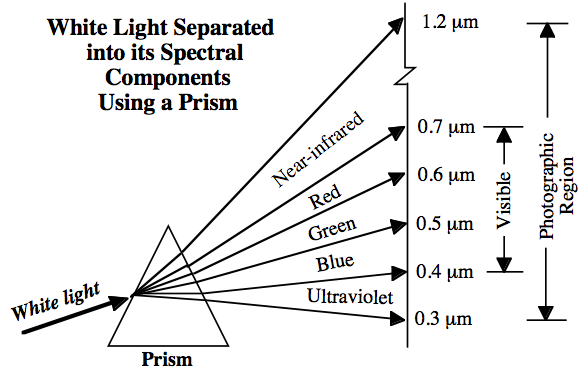 White Light Separated
into its Spectral
Components
Using a Prism
1.2 μm
Near-infrared
0.7 μm
Red
0.6 μm
Green
0.5 μm
Blue
0.4 μm
Ultraviolet
0.3 μm
Visible
Photographic
Region
White light
Prism